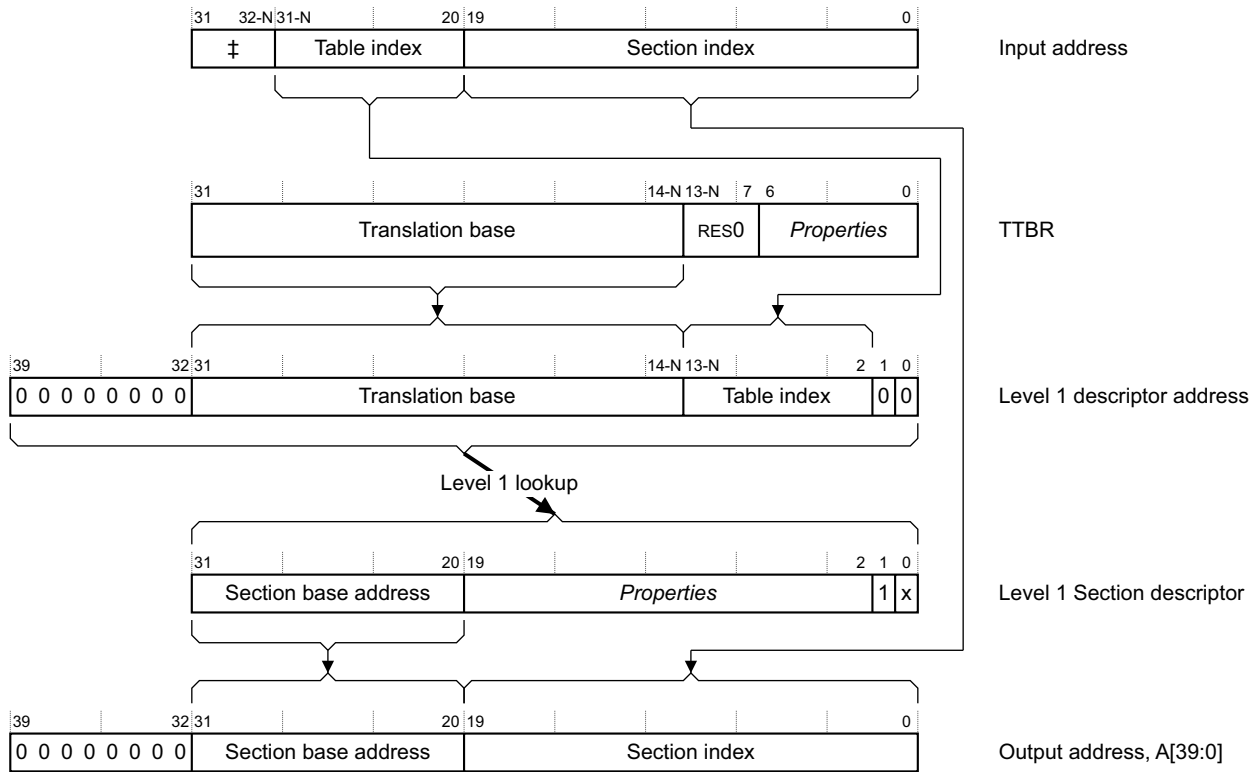 31 32-N 31-N 20 19 0
‡ Table index Section index Input address
31 14-N 13-N 7 6 0
Translation base RES0 Properties TTBR
39 32 31 14-N 13-N 2 1 0
0 0 0 0 0 0 0 0 Translation base Table index 0 0 Level 1 descriptor address
Level 1 lookup
31 20 19 2 1 0
Section base address Properties 1 x Level 1 Section descriptor
39 32 31 20 19 0
0 0 0 0 0 0 0 0 Section base address Section index Output address, A[39:0]